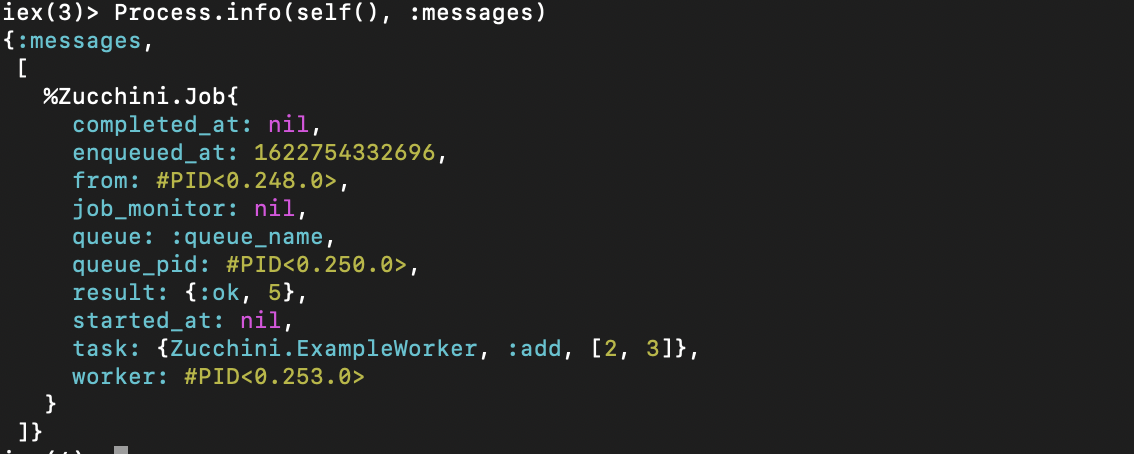 iex(3)> Process.info(self(), :messages)
{:messages,
 [
   %Zucchini.Job{
     completed_at: nil,
     enqueued_at: 1622754332696,
     from: #PID<0.248.0>,
     job_monitor: nil,
     queue: :queue_name,
     queue_pid: #PID<0.250.0>,
     result: {:ok, 5},
     started_at: nil,
     task: {Zucchini.ExampleWorker, :add, [2, 3]},
     worker: #PID<0.253.0>
   }
 ]}